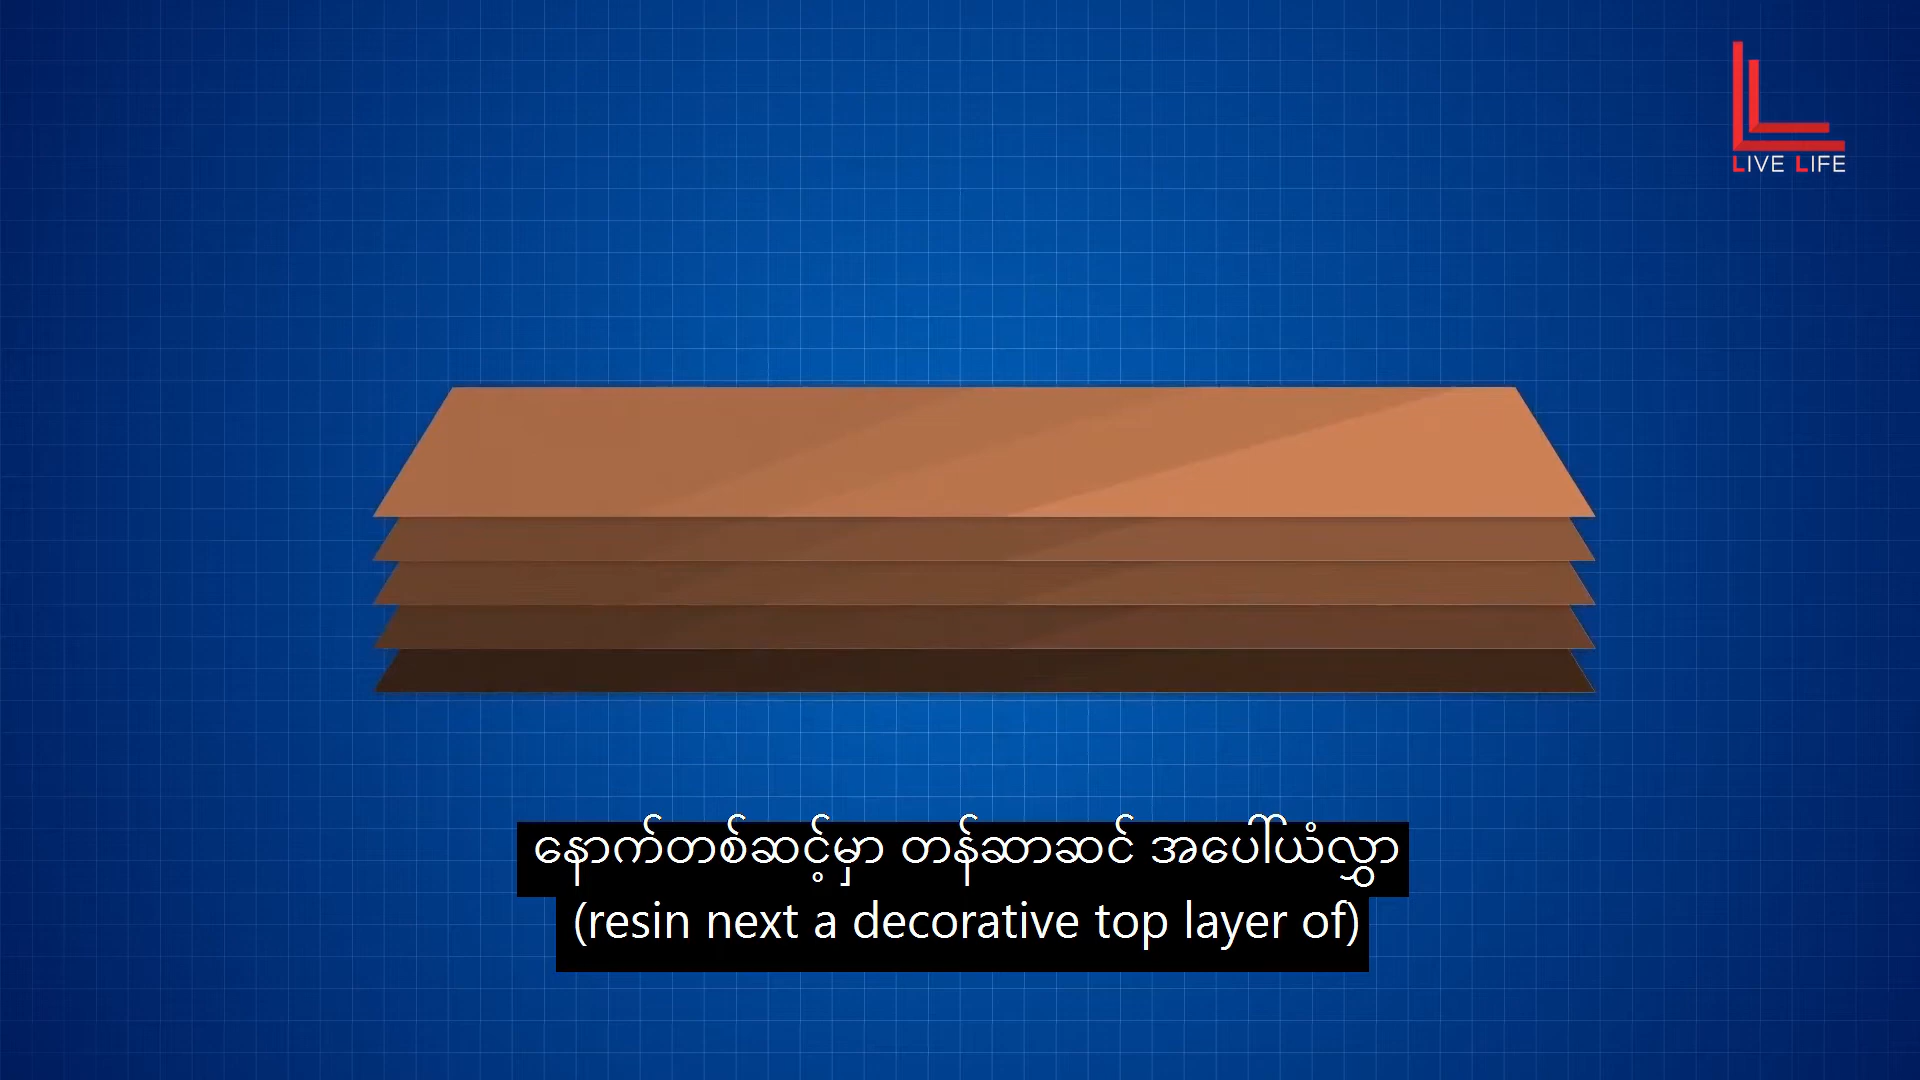 LIVE LIFE
နောက်တစ်ဆင့်မှာ တန်ဆာဆင် အပေါ်ယံလွှာ
(resin next a decorative top layer of)